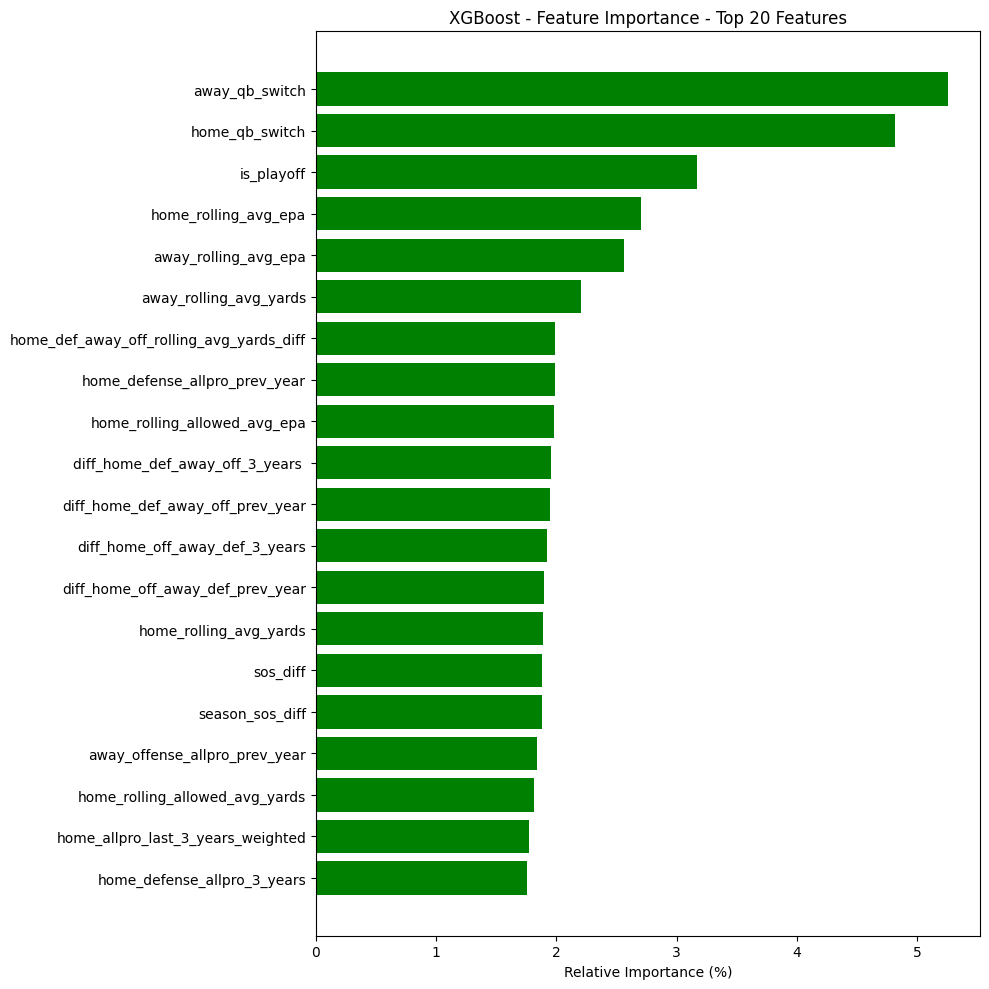 XGBoost - Feature Importance - Top 20 Features
away_qb_switch
home_qb_switch
is_playoff
home_rolling_avg_epa
away_rolling_avg_epa
away_rolling_avg_yards
home_def_away_off_rolling_avg_yards_diff
home_defense_allpro_prev_year
home_rolling_allowed_avg_epa
diff_home_def_away_off_3_years
diff_home_def_away_off_prev_year
diff_home_off_away_def_3_years
diff_home_off_away_def_prev_year
home_rolling_avg_yards
sos_diff
season_sos_diff
away_offense_allpro_prev_year
home_rolling_allowed_avg_yards
home_allpro_last_3_years_weighted
home_defense_allpro_3_years
0 1 2 3 4 5
Relative Importance (%)